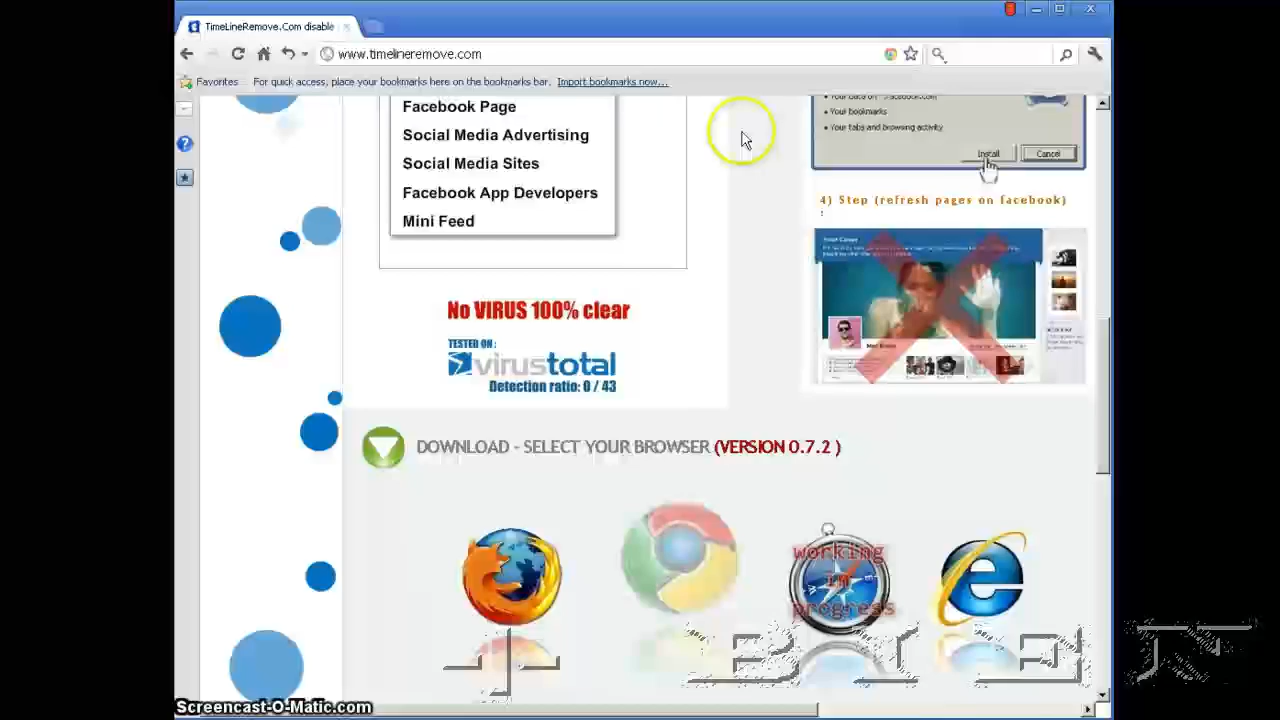 TimeLineRemove.Com disable
www.timelineremove.com
Favorites For quick access, place your bookmarks here on the bookmarks bar. Import bookmarks now...
Facebook Page
Social Media Advertising
Social Media Sites
Facebook App Developers
Mini Feed
• Your bookmarks
• Your tabs and browsing activity
Install Cancel
4) Step (refresh pages on facebook)
:
No VIRUS 100% clear
TESTED ON :
virustotal
Detection ratio: 0 / 43
DOWNLOAD - SELECT YOUR BROWSER (VERSION 0.7.2 )
working
in
progress
Screencast-O-Matic.com